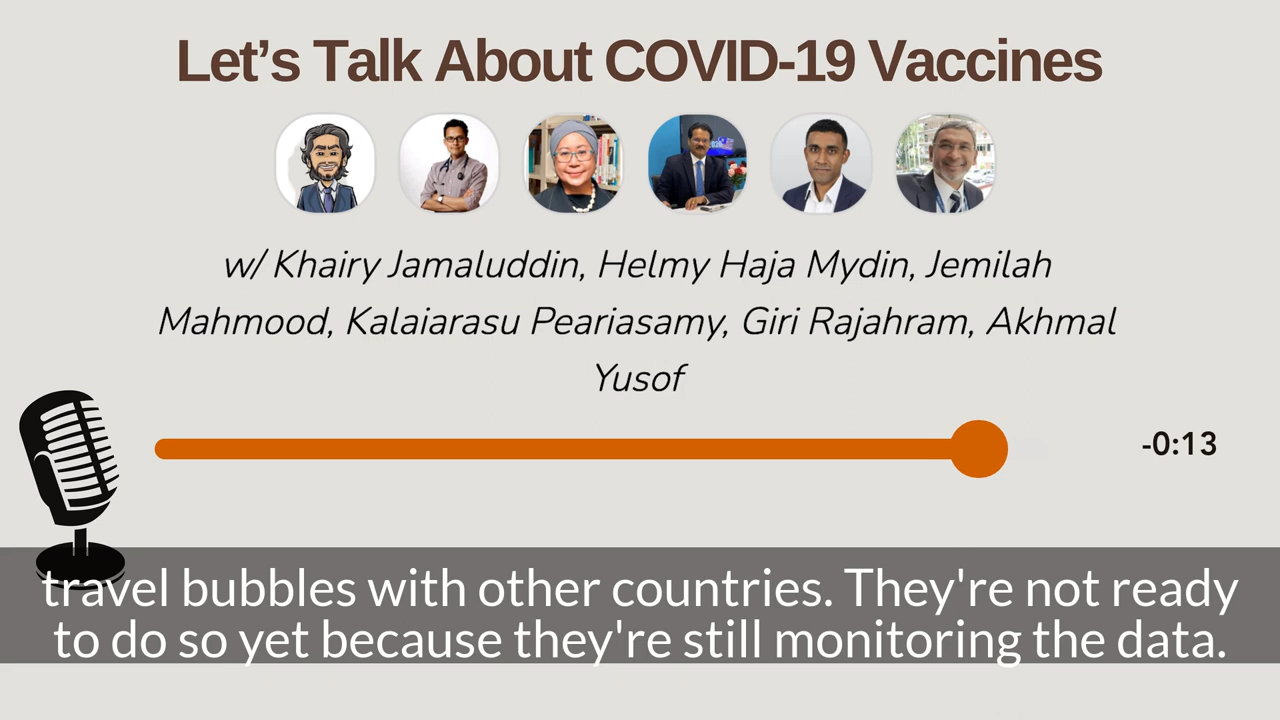 Let’s Talk About COVID-19 Vaccines
w/ Khairy Jamaluddin, Helmy Haja Mydin, Jemilah
Mahmood, Kalaiarasu Peariasamy, Giri Rajahram, Akhmal
Yusof
-0:13
travel bubbles with other countries. They're not ready
to do so yet because they're still monitoring the data.